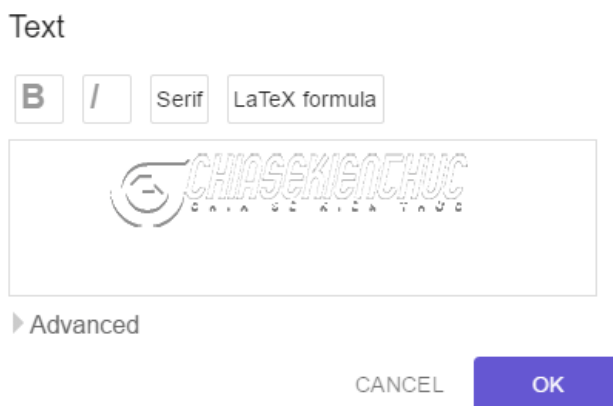 Text
B I Serif LaTeX formula
CHIASEKIENTHUC
CHIA SẺ KIẾN THỨC
Advanced
CANCEL OK